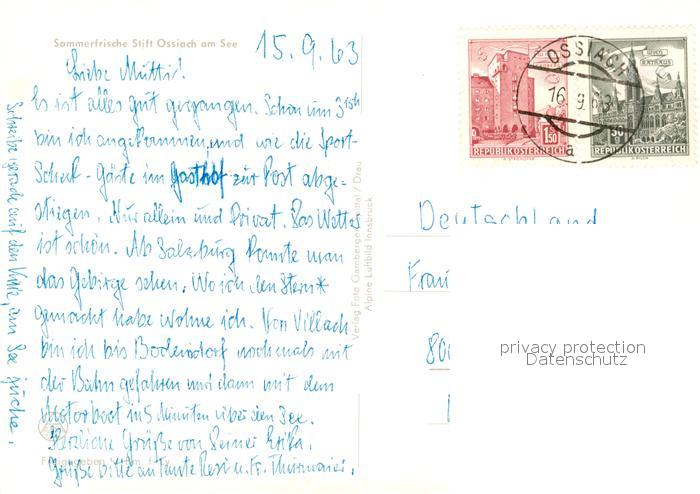 Sommerfrische Stift Ossiach am See
15.9.63
Liebe Mutti!
Es ist alles gut gegangen. Schon um 3
bin ich angekommen, und wie die Sport-
Scheck-Gäste im Gasthof zur Post abge-
stiegen. Nur allein und Privat. Das Wetter
ist schön. Ab Salzburg konnte man
das Gebirge sehen. Wo ich den Stern*
gemacht habe wohne ich. Von Villach
bin ich bis Bodensdorf nochmals mit
der Bahn gefahren und dann mit dem
Motorboot in 5 Minuten über den See.
Herzliche Grüße von Deiner Erika.
Grüße bitte an Tante Resi u. Fr. Thürmaier.
Schreibe gerade auf den Knie, am See
Verlag Foto Gamberger / Drau
Alpine Luftbild Innsbruck
OSSIACH
16.9.63
a
1.50
REPUBLIK ÖSTERREICH
WIEN
RATHAUS
REPUBLIK ÖSTERREICH
Deutschland
privacy protection
Datenschutz